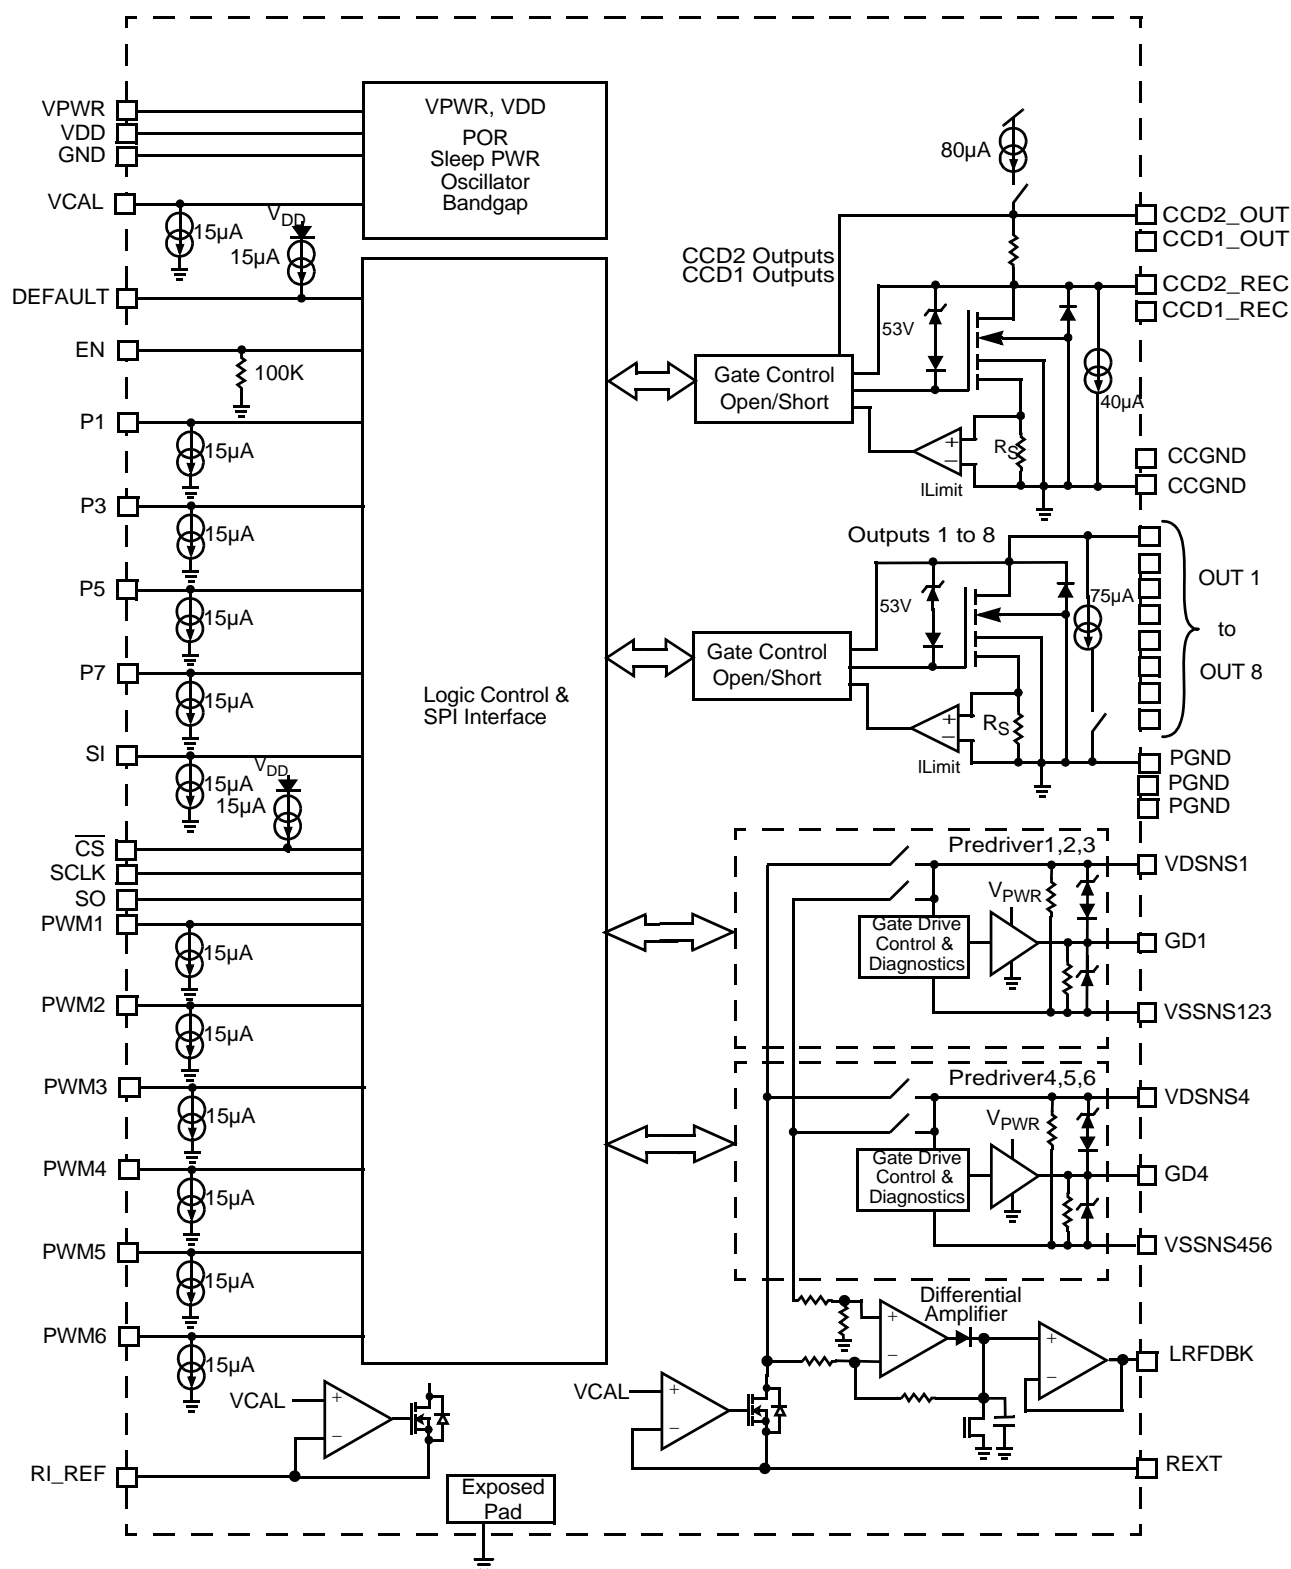 VPWR
VDD
GND
VCAL
15µA
VDD
15µA
DEFAULT
EN
100K
P1
15µA
P3
15µA
P5
15µA
P7
15µA
SI
15µA
VDD
15µA
CS
SCLK
SO
PWM1
15µA
PWM2
15µA
PWM3
15µA
PWM4
15µA
PWM5
15µA
PWM6
15µA
VCAL
+
−
RI_REF
VPWR, VDD
POR
Sleep PWR
Oscillator
Bandgap
Logic Control &
SPI Interface
Exposed
Pad
80µA
CCD2 Outputs
CCD1 Outputs
53V
Gate Control
Open/Short
+
−
RS
ILimit
40µA
CCD2_OUT
CCD1_OUT
CCD2_REC
CCD1_REC
CCGND
CCGND
Outputs 1 to 8
53V
Gate Control
Open/Short
+
−
RS
ILimit
75µA
OUT 1
to
OUT 8
PGND
PGND
PGND
Predriver1,2,3
VPWR
Gate Drive
Control &
Diagnostics
VDSNS1
GD1
VSSNS123
Predriver4,5,6
VPWR
Gate Drive
Control &
Diagnostics
VDSNS4
GD4
VSSNS456
Differential
Amplifier
+
−
+
−
LRFDBK
VCAL
+
−
REXT